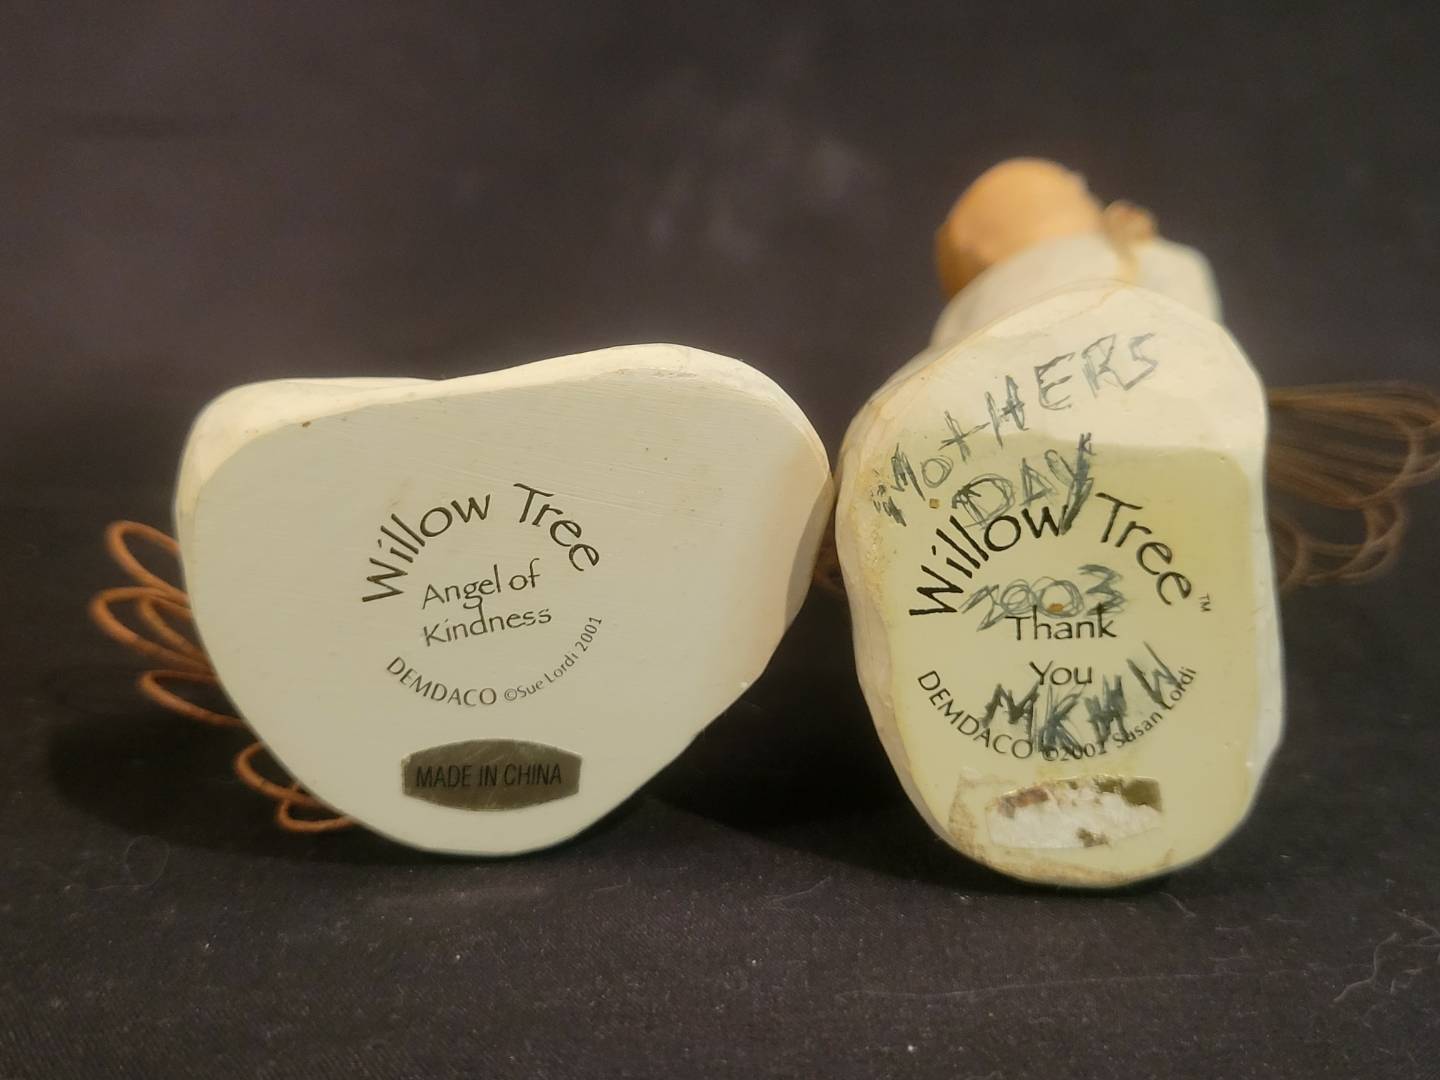 Willow Tree
Angel of
Kindness
DEMDACO ©Sue Lordi 2001
MADE IN CHINA
MOTHERS
DAY
Willow Tree™
2003
Thank
You
MKHW
DEMDACO ©2001 Susan Lordi